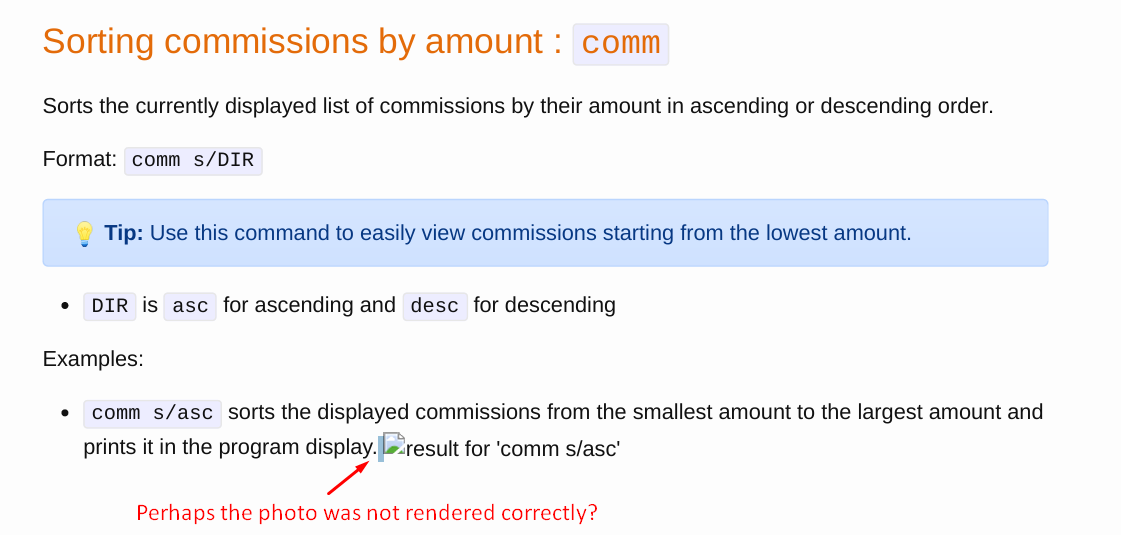 Sorting commissions by amount : comm
Sorts the currently displayed list of commissions by their amount in ascending or descending order.
Format: comm s/DIR
💡 Tip: Use this command to easily view commissions starting from the lowest amount.
• DIR is asc for ascending and desc for descending
Examples:
• comm s/asc sorts the displayed commissions from the smallest amount to the largest amount and
prints it in the program display. result for 'comm s/asc'
Perhaps the photo was not rendered correctly?